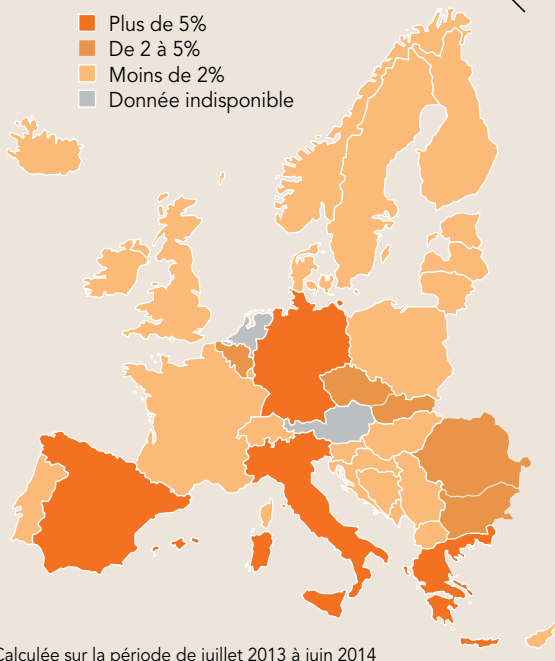 Plus de 5%
De 2 à 5%
Moins de 2%
Donnée indisponible
Calculée sur la période de juillet 2013 à juin 2014